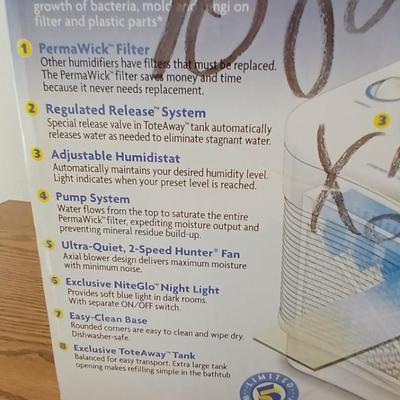 growth of bacteria, mold and fungi on
filter and plastic parts*
1 PermaWick™ Filter
Other humidifiers have filters that must be replaced.
The PermaWick™ filter saves money and time
because it never needs replacement.
2 Regulated Release™ System
Special release valve in ToteAway™ tank automatically
releases water as needed to eliminate stagnant water.
3 Adjustable Humidistat
Automatically maintains your desired humidity level.
Light indicates when your preset level is reached.
4 Pump System
Water flows from the top to saturate the entire
PermaWick™ filter, expediting moisture output and
preventing mineral residue build-up.
5 Ultra-Quiet, 2-Speed Hunter® Fan
Axial blower design delivers maximum moisture
with minimum noise.
6 Exclusive NiteGlo™ Night Light
Provides soft blue light in dark rooms.
With separate ON/OFF switch.
7 Easy-Clean Base
Rounded corners are easy to clean and wipe dry.
Dishwasher-safe.
8 Exclusive ToteAway™ Tank
Balanced for easy transport. Extra large tank
opening makes refilling simple in the bathtub
3
LIMITED
5